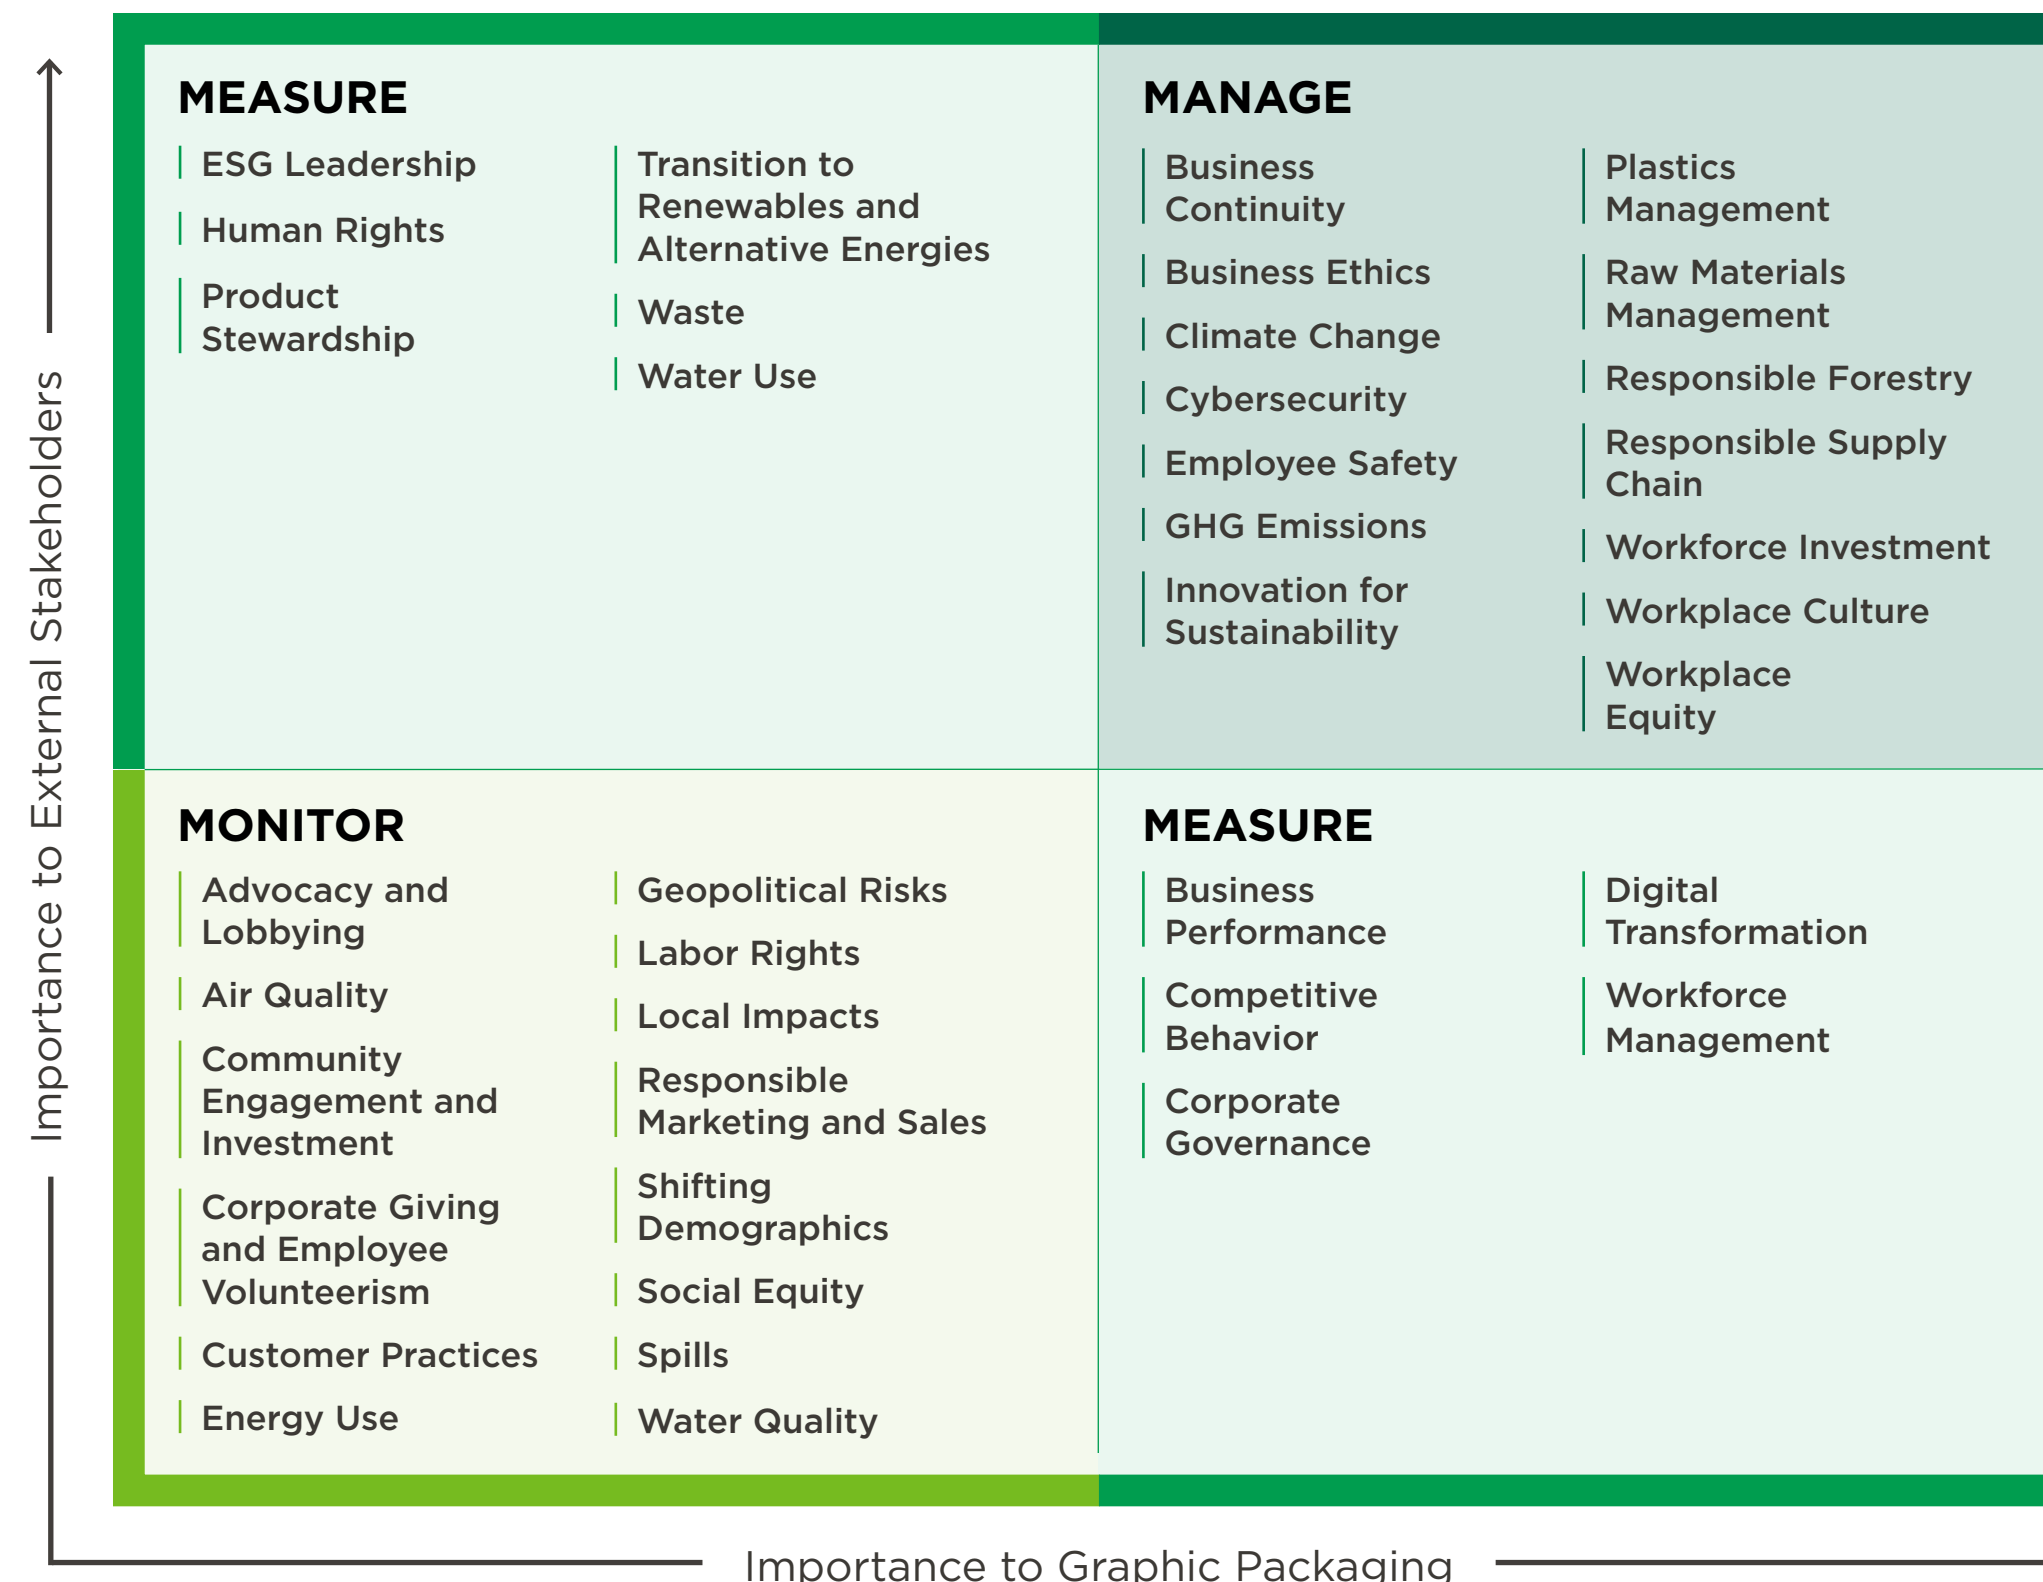 Importance to External Stakeholders
MEASURE
ESG Leadership
Human Rights
Product
Stewardship
Transition to
Renewables and
Alternative Energies
Waste
Water Use
MANAGE
Business
Continuity
Business Ethics
Climate Change
Cybersecurity
Employee Safety
GHG Emissions
Innovation for
Sustainability
Plastics
Management
Raw Materials
Management
Responsible Forestry
Responsible Supply
Chain
Workforce Investment
Workplace Culture
Workplace
Equity
MONITOR
Advocacy and
Lobbying
Air Quality
Community
Engagement and
Investment
Corporate Giving
and Employee
Volunteerism
Customer Practices
Energy Use
Geopolitical Risks
Labor Rights
Local Impacts
Responsible
Marketing and Sales
Shifting
Demographics
Social Equity
Spills
Water Quality
MEASURE
Business
Performance
Competitive
Behavior
Corporate
Governance
Digital
Transformation
Workforce
Management
Importance to Graphic Packaging